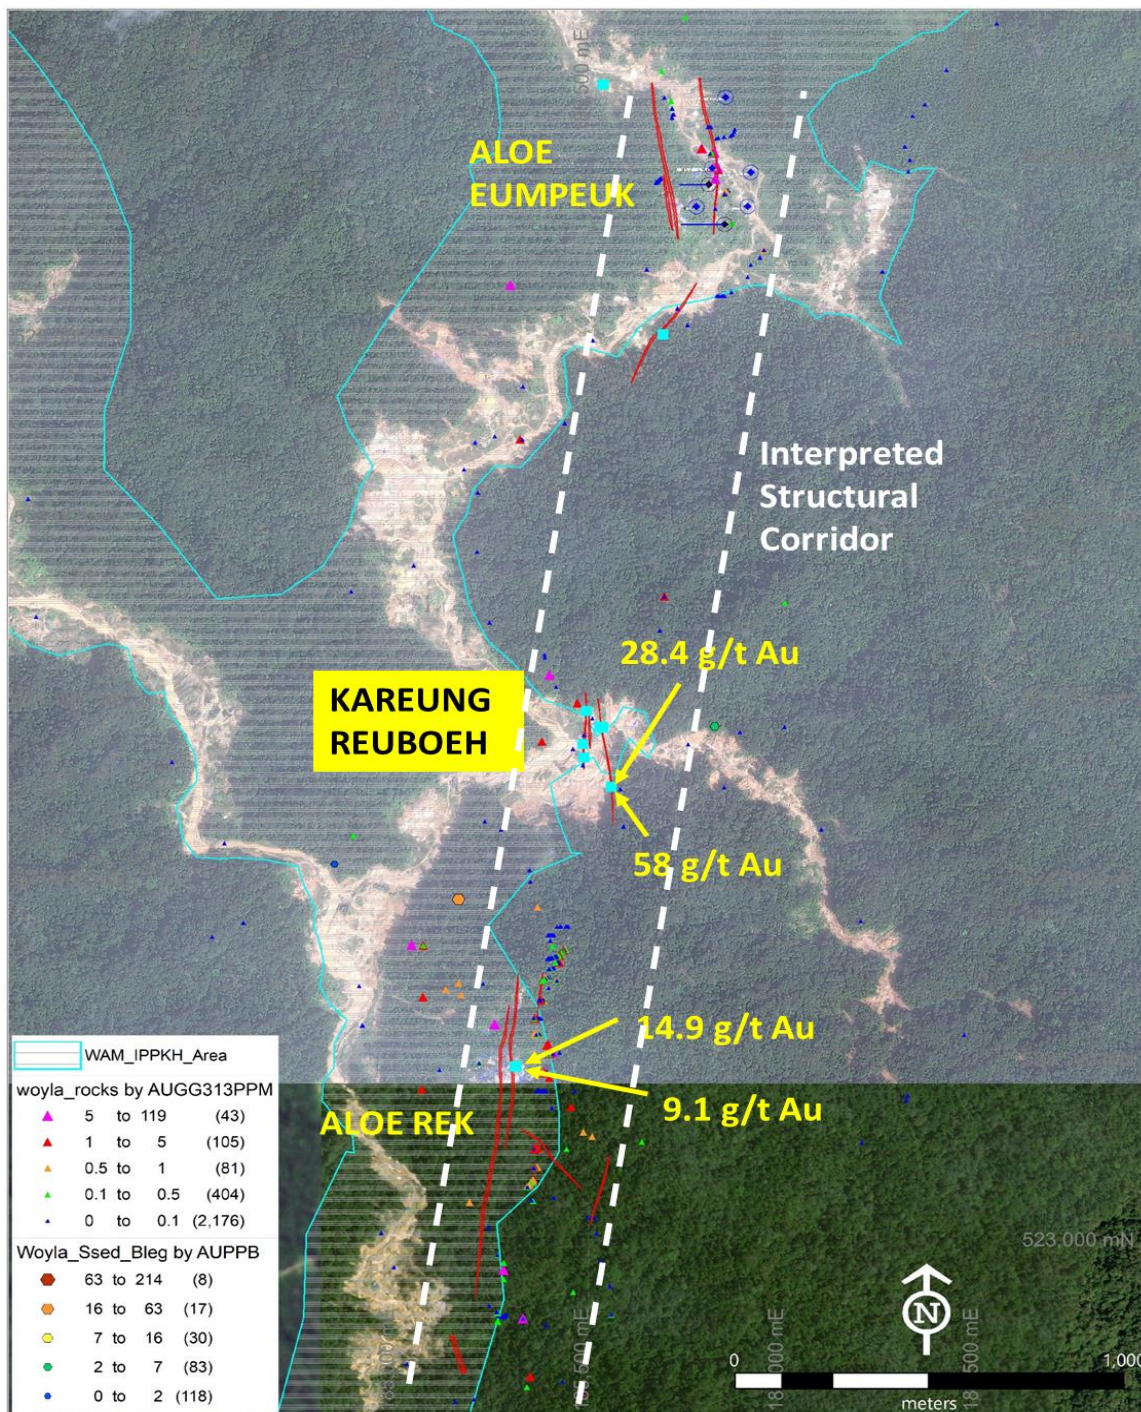 500 mE
ALOE
EUMPEUK
Interpreted
Structural
Corridor
28.4 g/t Au
KAREUNG
REUBOEH
58 g/t Au
14.9 g/t Au
9.1 g/t Au
ALOE REK
WAM_IPPKH_Area
woyla_rocks by AUGG313PPM
5 to 119 (43)
1 to 5 (105)
0.5 to 1 (81)
0.1 to 0.5 (404)
0 to 0.1 (2,176)
Woyla_Ssed_Bleg by AUPPB
63 to 214 (8)
16 to 63 (17)
7 to 16 (30)
2 to 7 (83)
0 to 2 (118)
523,000 mN
N
0
1,000
meters